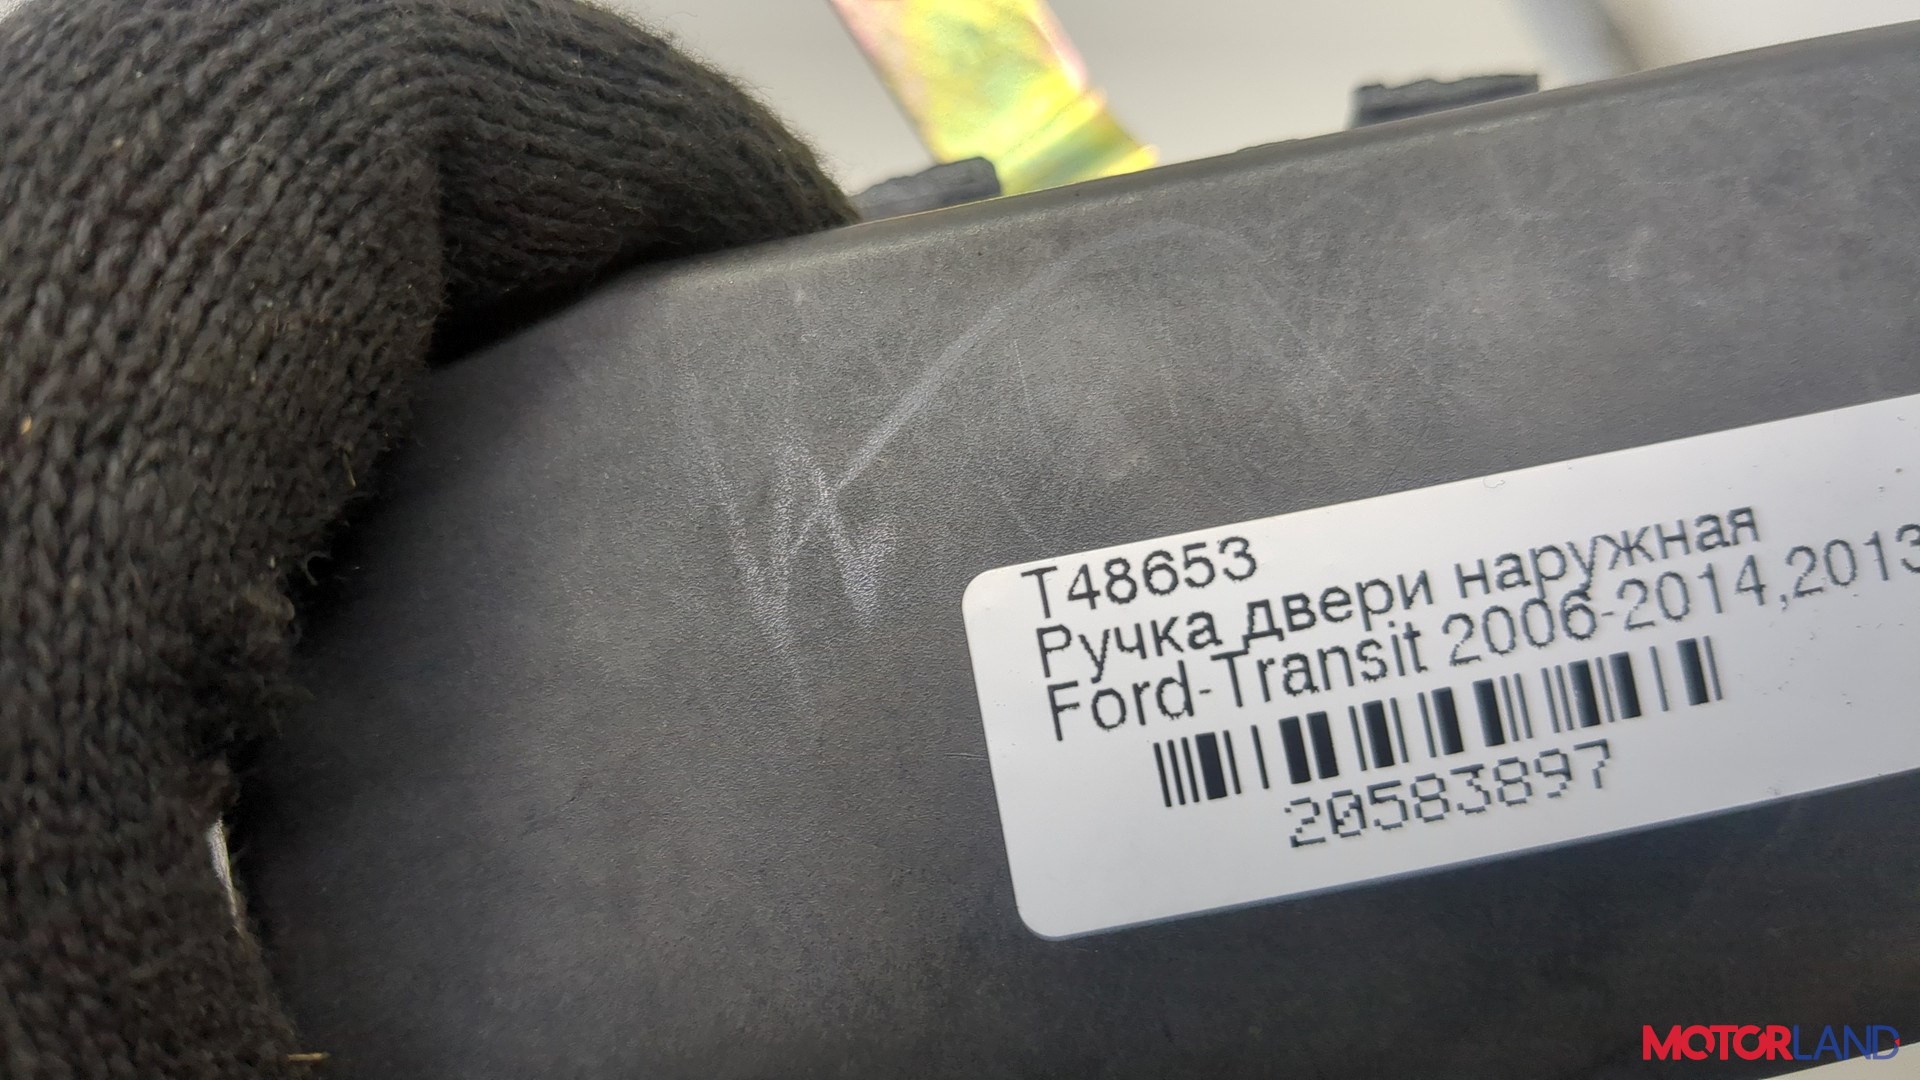 T48653
Ручка двери наружная
Ford-Transit 2006-2014,2013
20583897
MOTORLAND